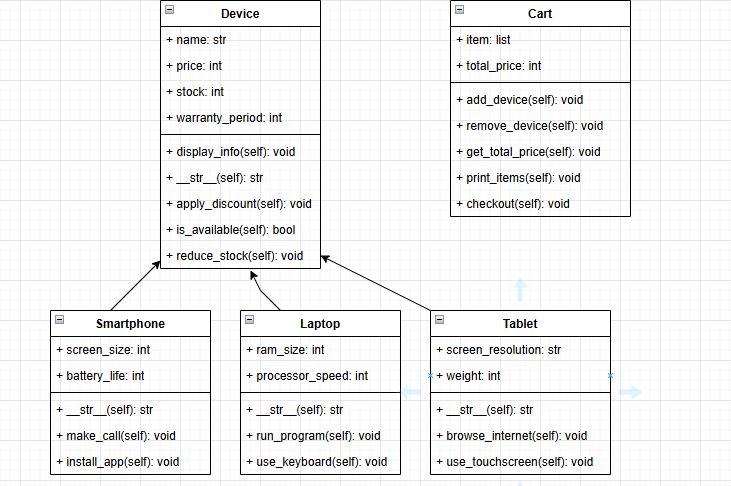 Device
+ name: str
+ price: int
+ stock: int
+ warranty_period: int
+ display_info(self): void
+ __str__(self): str
+ apply_discount(self): void
+ is_available(self): bool
+ reduce_stock(self): void
Cart
+ item: list
+ total_price: int
+ add_device(self): void
+ remove_device(self): void
+ get_total_price(self): void
+ print_items(self): void
+ checkout(self): void
Smartphone
+ screen_size: int
+ battery_life: int
+ __str__(self): str
+ make_call(self): void
+ install_app(self): void
Laptop
+ ram_size: int
+ processor_speed: int
+ __str__(self): str
+ run_program(self): void
+ use_keyboard(self): void
Tablet
+ screen_resolution: str
+ weight: int
+ __str__(self): str
+ browse_internet(self): void
+ use_touchscreen(self): void